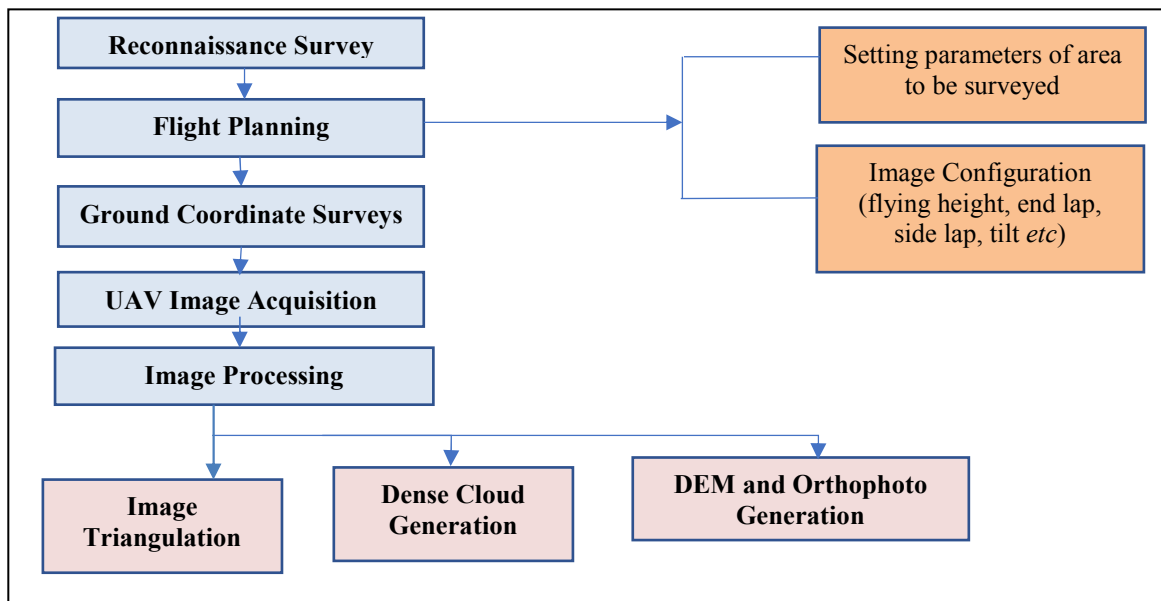 Reconnaissance Survey
Setting parameters of area
to be surveyed
Flight Planning
Image Configuration
(flying height, end lap,
side lap, tilt etc)
Ground Coordinate Surveys
UAV Image Acquisition
Image Processing
Image
Triangulation
Dense Cloud
Generation
DEM and Orthophoto
Generation